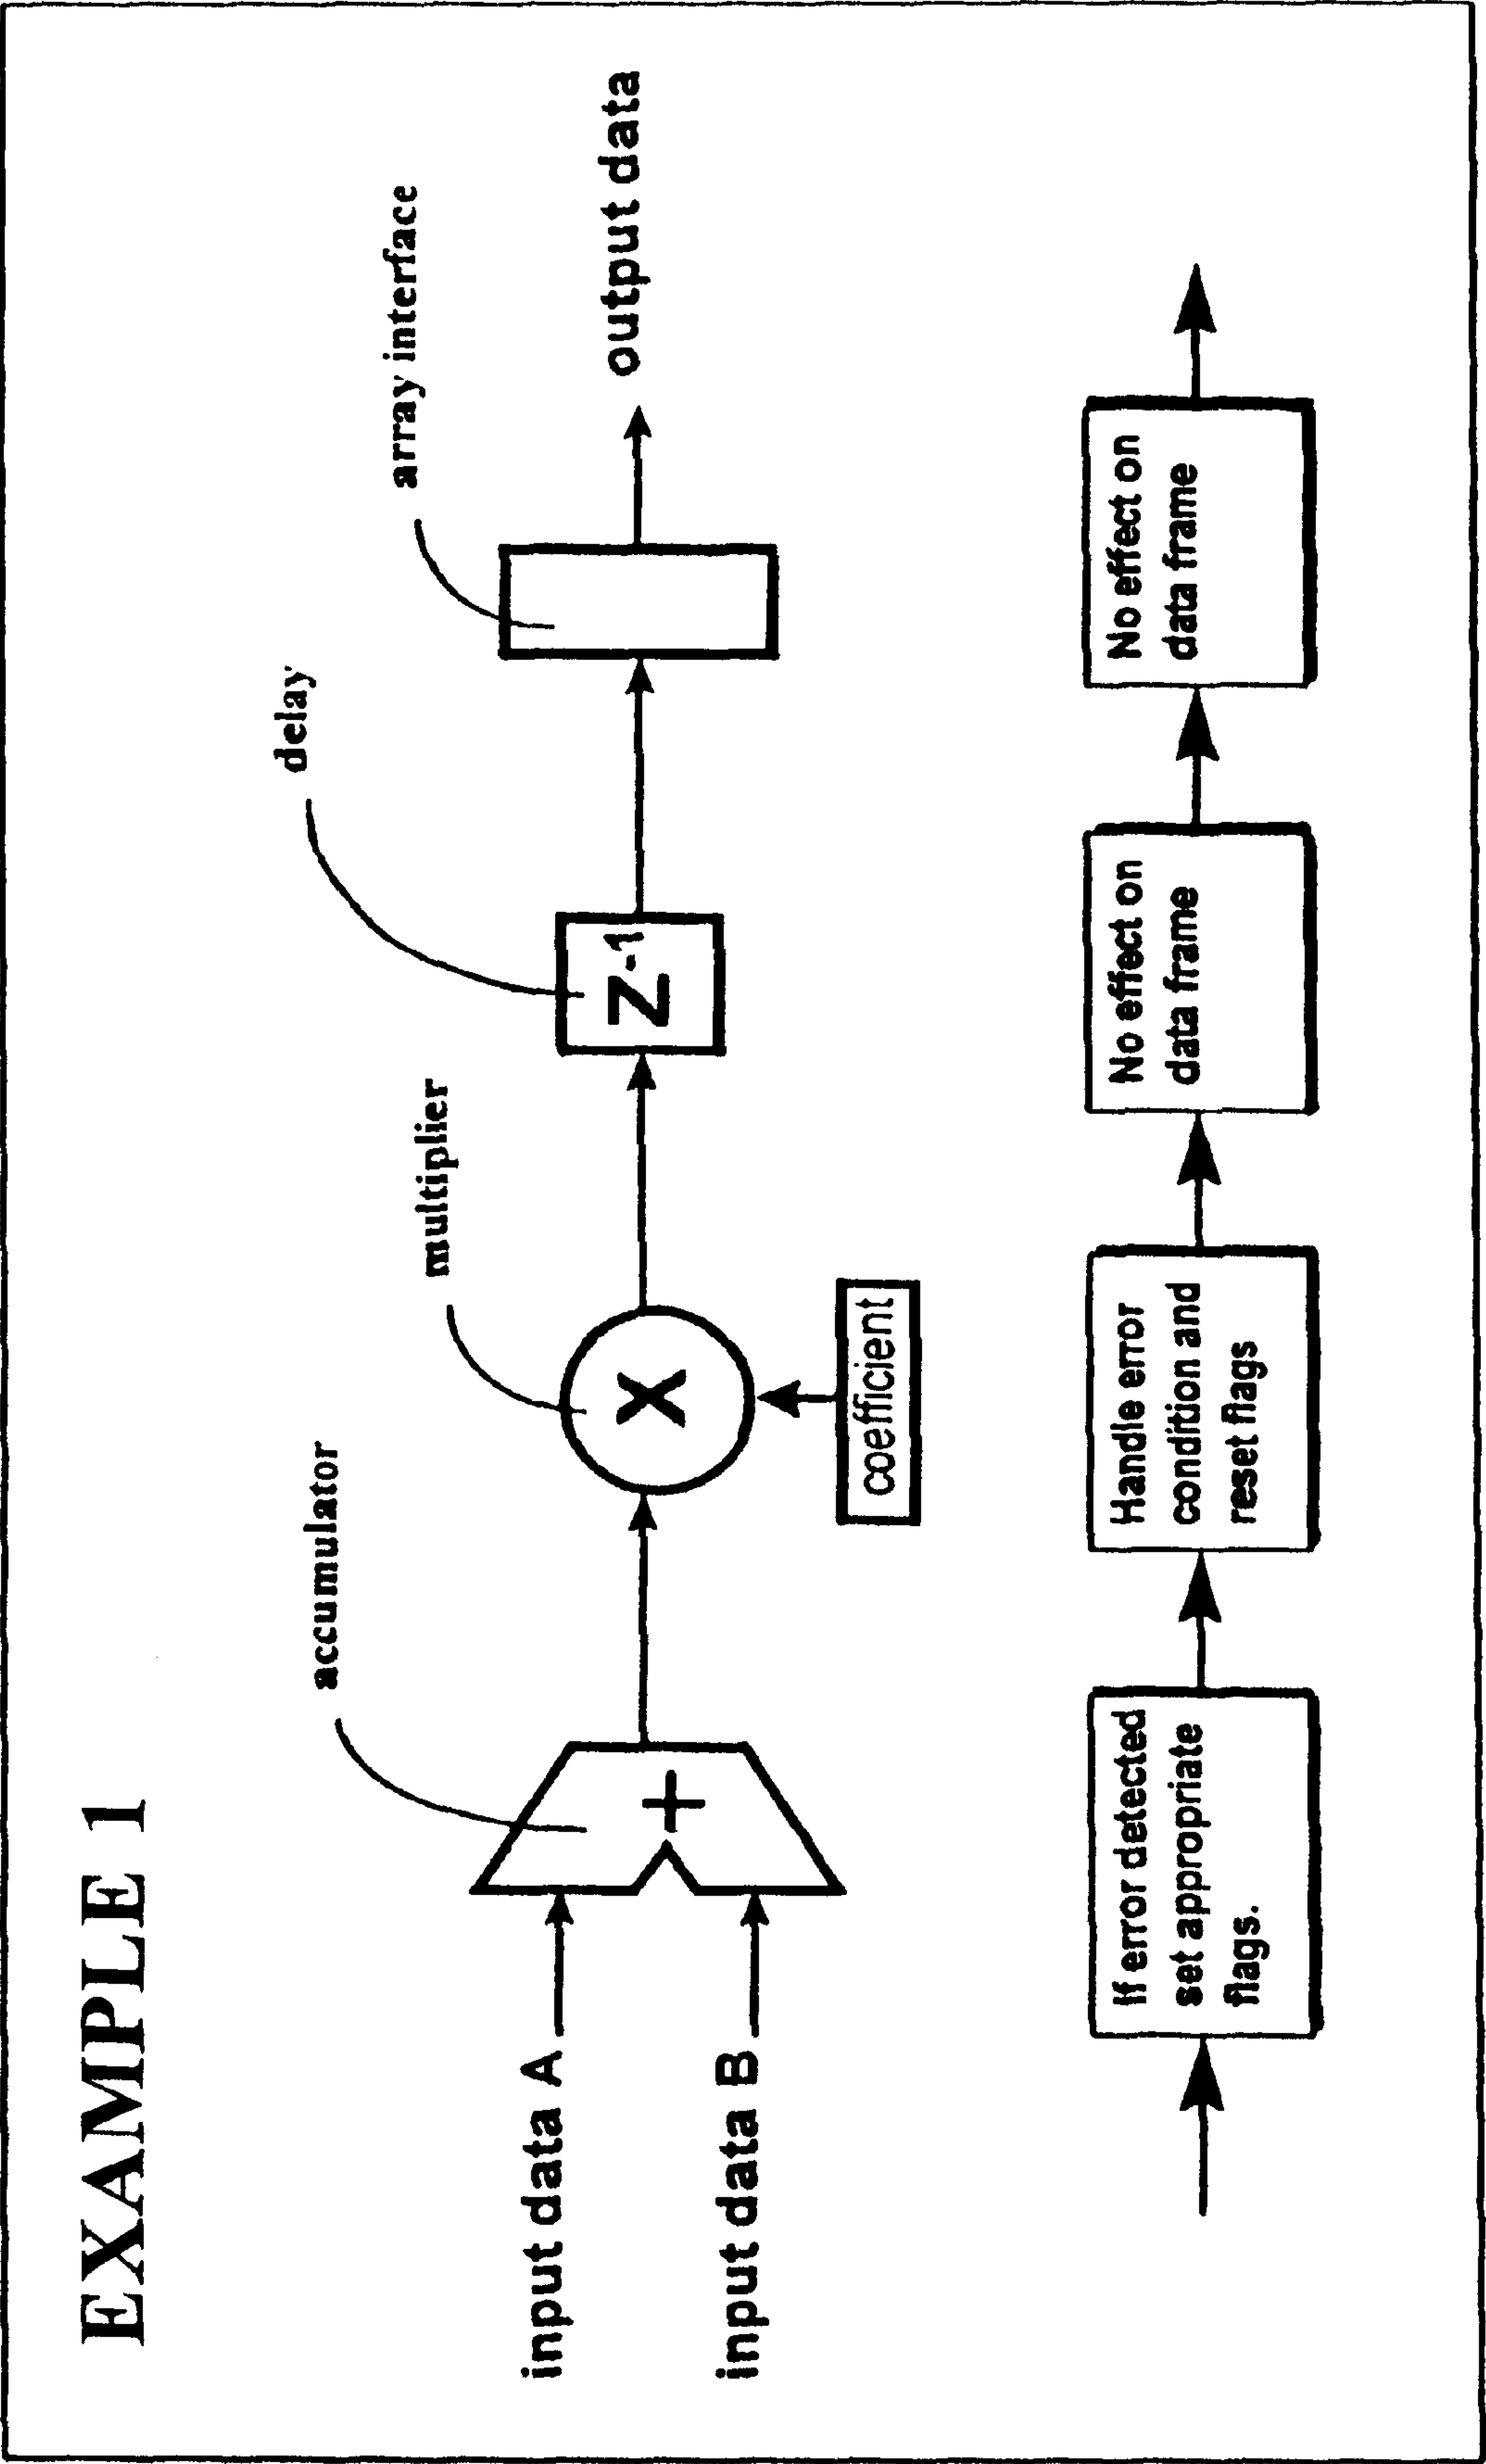 EXAMPLE 1
accumulator
multiplier
delay
array interface
input data A
input data B
+
X
Z-1
output data
coefficient
If error detected
set appropriate
flags.
Handle error
condition and
reset flags
No effect on
data frame
No effect on
data frame